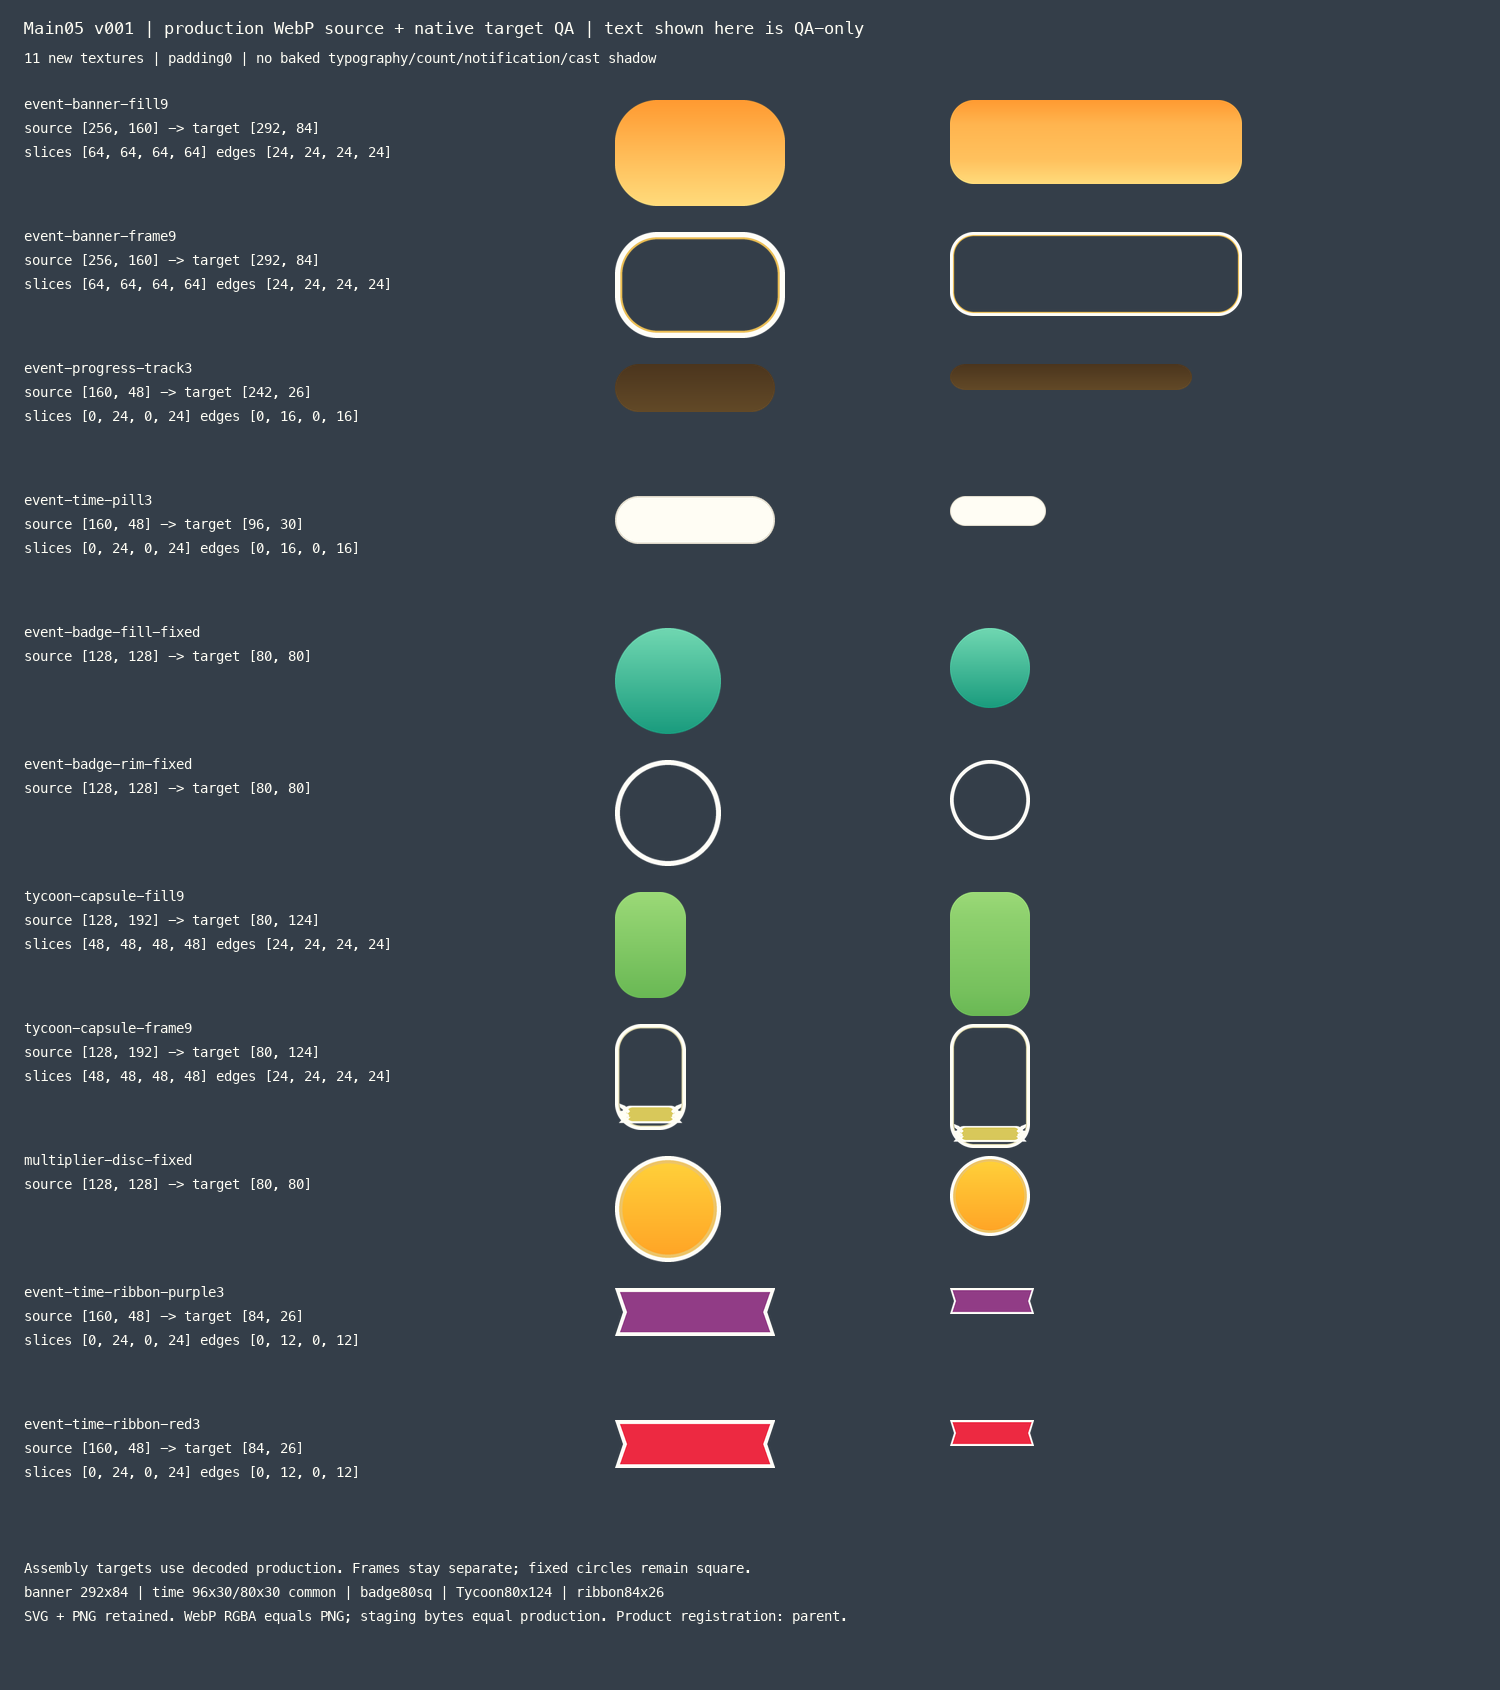 Main05 v001 | production WebP source + native target QA | text shown here is QA−only
11 new textures | padding0 | no baked typography/count/notification/cast shadow
event−banner−fill9
source [256, 160] −> target [292, 84]
slices [64, 64, 64, 64] edges [24, 24, 24, 24]
event−banner−frame9
source [256, 160] −> target [292, 84]
slices [64, 64, 64, 64] edges [24, 24, 24, 24]
event−progress−track3
source [160, 48] −> target [242, 26]
slices [0, 24, 0, 24] edges [0, 16, 0, 16]
event−time−pill3
source [160, 48] −> target [96, 30]
slices [0, 24, 0, 24] edges [0, 16, 0, 16]
event−badge−fill−fixed
source [128, 128] −> target [80, 80]
event−badge−rim−fixed
source [128, 128] −> target [80, 80]
tycoon−capsule−fill9
source [128, 192] −> target [80, 124]
slices [48, 48, 48, 48] edges [24, 24, 24, 24]
tycoon−capsule−frame9
source [128, 192] −> target [80, 124]
slices [48, 48, 48, 48] edges [24, 24, 24, 24]
multiplier−disc−fixed
source [128, 128] −> target [80, 80]
event−time−ribbon−purple3
source [160, 48] −> target [84, 26]
slices [0, 24, 0, 24] edges [0, 12, 0, 12]
event−time−ribbon−red3
source [160, 48] −> target [84, 26]
slices [0, 24, 0, 24] edges [0, 12, 0, 12]
Assembly targets use decoded production. Frames stay separate; fixed circles remain square.
banner 292x84 | time 96x30/80x30 common | badge80sq | Tycoon80x124 | ribbon84x26
SVG + PNG retained. WebP RGBA equals PNG; staging bytes equal production. Product registration: parent.